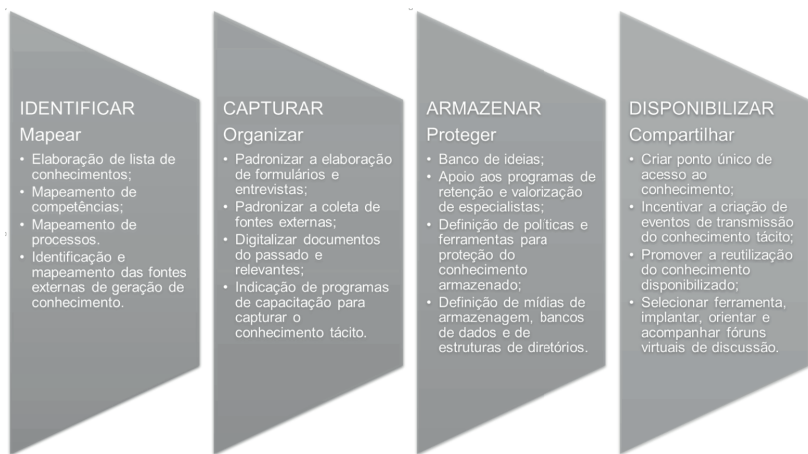 IDENTIFICAR
Mapear
• Elaboração de lista de
conhecimentos;
• Mapeamento de
competências;
• Mapeamento de
processos.
• Identificação e
mapeamento das fontes
externas de geração de
conhecimento.
CAPTURAR
Organizar
• Padronizar a elaboração
de formulários e
entrevistas;
• Padronizar a coleta de
fontes externas;
• Digitalizar documentos
do passado e
relevantes;
• Indicação de programas
de capacitação para
capturar o
conhecimento tácito.
ARMAZENAR
Proteger
• Banco de ideias;
• Apoio aos programas de
retenção e valorização
de especialistas;
• Definição de políticas e
ferramentas para
proteção do
conhecimento
armazenado;
• Definição de mídias de
armazenagem, bancos
de dados e de
estruturas de diretórios.
DISPONIBILIZAR
Compartilhar
• Criar ponto único de
acesso ao
conhecimento;
• Incentivar a criação de
eventos de transmissão
do conhecimento tácito;
• Promover a reutilização
do conhecimento
disponibilizado;
• Selecionar ferramenta,
implantar, orientar e
acompanhar fóruns
virtuais de discussão.